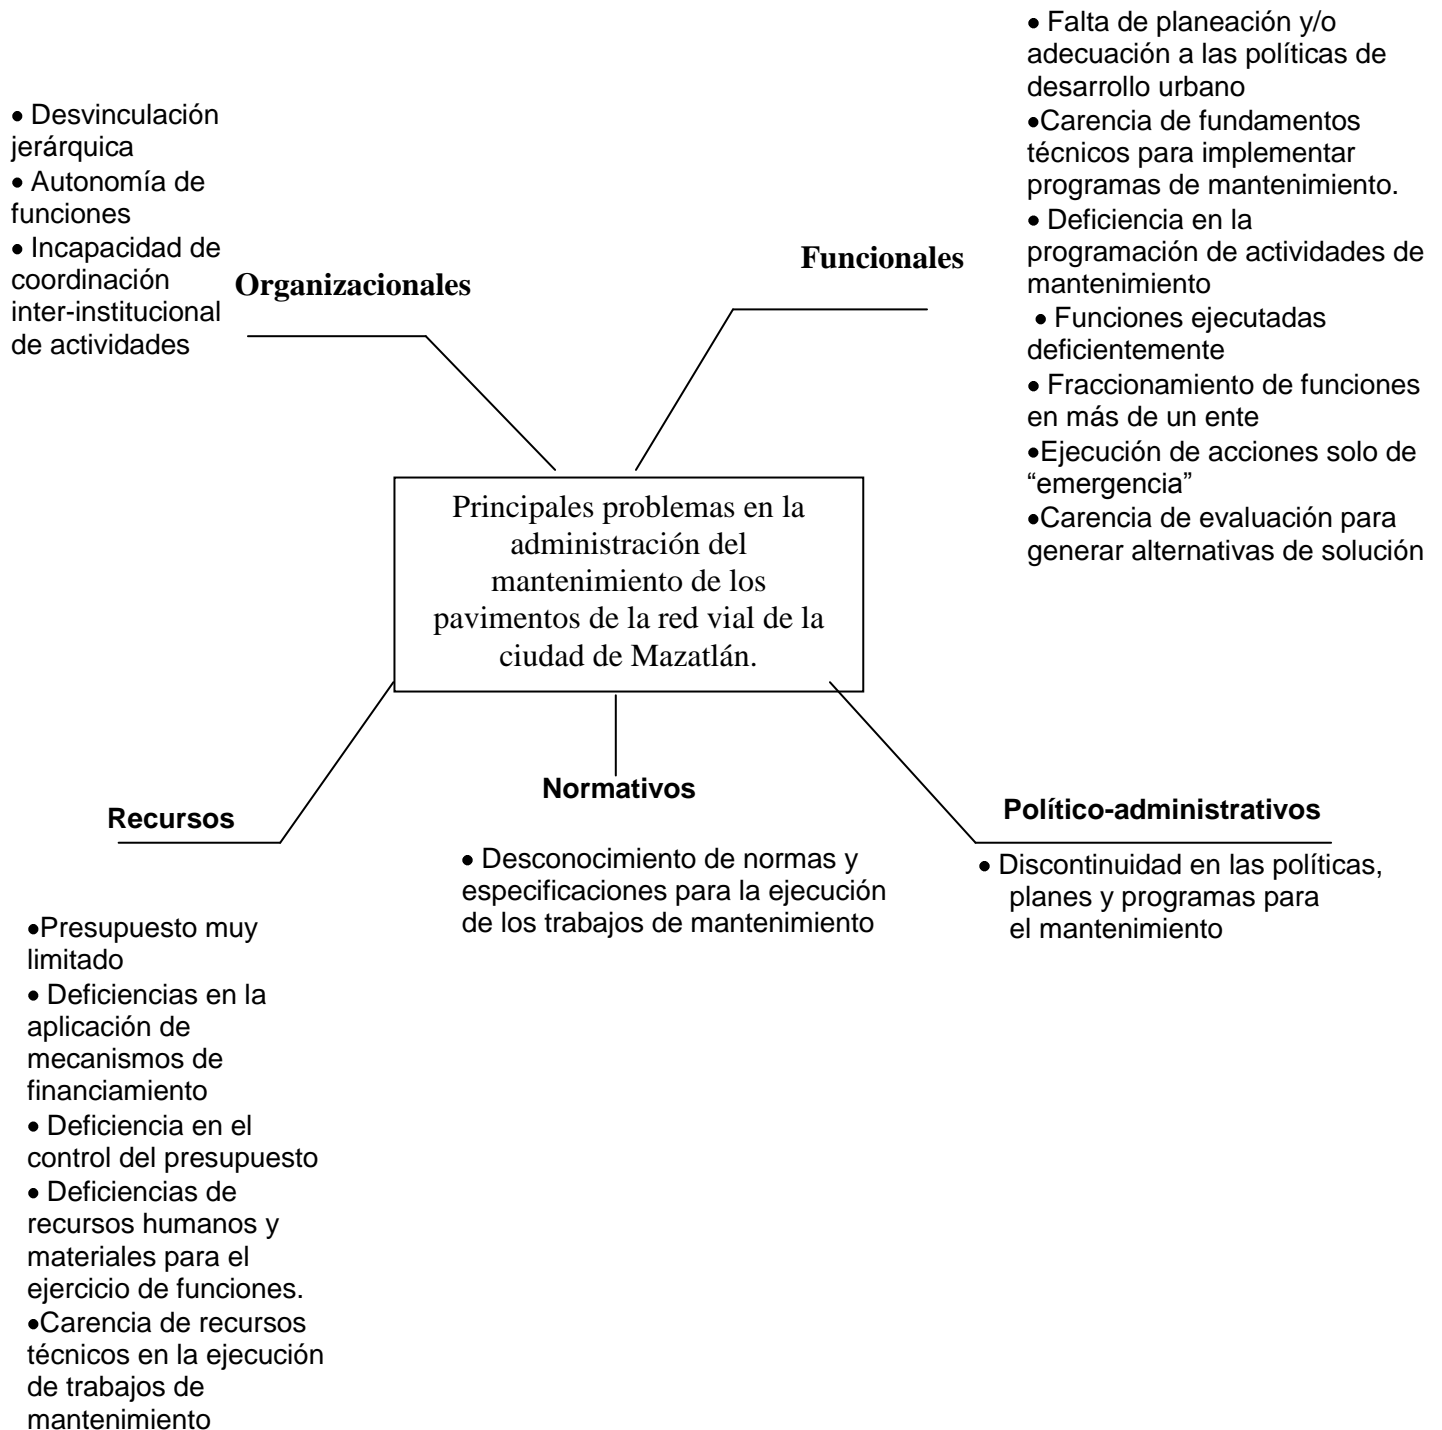 • Desvinculación
jerárquica
• Autonomía de
funciones
• Incapacidad de
coordinación
inter-institucional
de actividades
Organizacionales
Funcionales
• Falta de planeación y/o
adecuación a las políticas de
desarrollo urbano
•Carencia de fundamentos
técnicos para implementar
programas de mantenimiento.
• Deficiencia en la
programación de actividades de
mantenimiento
• Funciones ejecutadas
deficientemente
• Fraccionamiento de funciones
en más de un ente
•Ejecución de acciones solo de
“emergencia”
•Carencia de evaluación para
generar alternativas de solución
Principales problemas en la
administración del
mantenimiento de los
pavimentos de la red vial de la
ciudad de Mazatlán.
Recursos
•Presupuesto muy
limitado
• Deficiencias en la
aplicación de
mecanismos de
financiamiento
• Deficiencia en el
control del presupuesto
• Deficiencias de
recursos humanos y
materiales para el
ejercicio de funciones.
•Carencia de recursos
técnicos en la ejecución
de trabajos de
mantenimiento
Normativos
• Desconocimiento de normas y
especificaciones para la ejecución
de los trabajos de mantenimiento
Político-administrativos
• Discontinuidad en las políticas,
planes y programas para
el mantenimiento